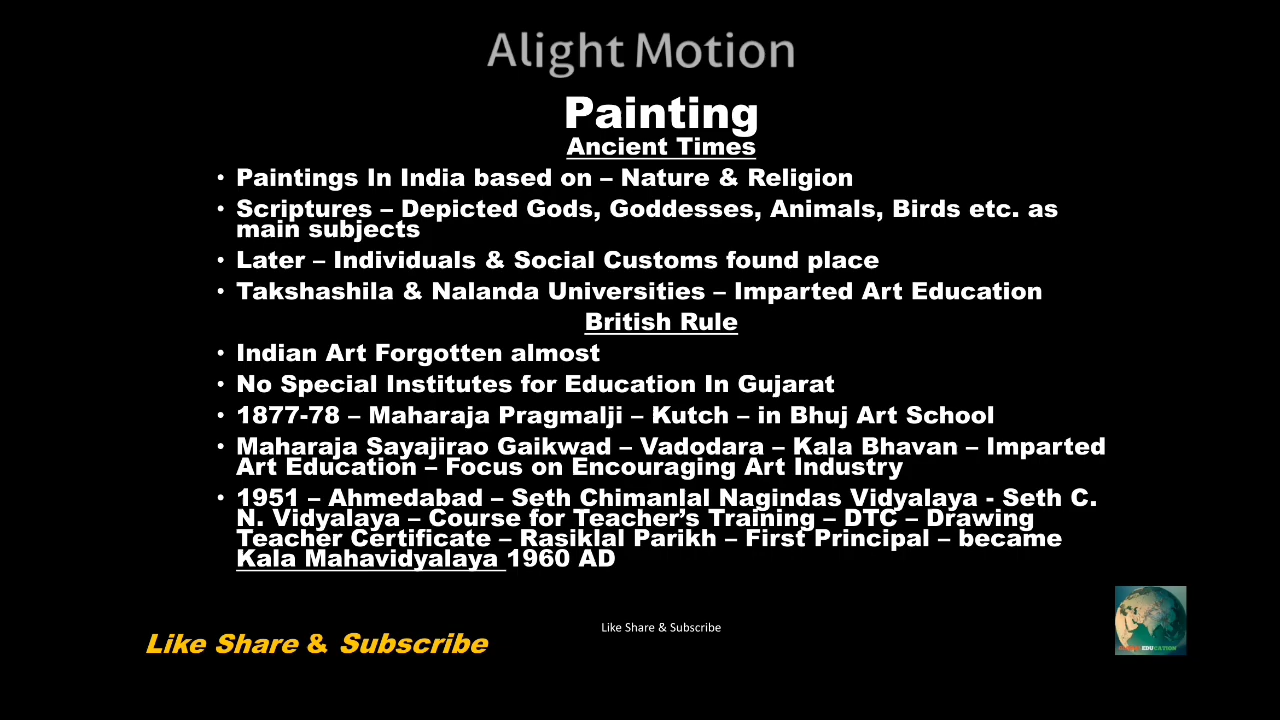 Alight Motion
Painting
Ancient Times
• Paintings In India based on – Nature & Religion
• Scriptures – Depicted Gods, Goddesses, Animals, Birds etc. as
main subjects
• Later – Individuals & Social Customs found place
• Takshashila & Nalanda Universities – Imparted Art Education
British Rule
• Indian Art Forgotten almost
• No Special Institutes for Education In Gujarat
• 1877-78 – Maharaja Pragmalji – Kutch – in Bhuj Art School
• Maharaja Sayajirao Gaikwad – Vadodara – Kala Bhavan – Imparted
Art Education – Focus on Encouraging Art Industry
• 1951 – Ahmedabad – Seth Chimanlal Nagindas Vidyalaya - Seth C.
N. Vidyalaya – Course for Teacher’s Training – DTC – Drawing
Teacher Certificate – Rasiklal Parikh – First Principal – became
Kala Mahavidyalaya 1960 AD
Like Share & Subscribe
Like Share & Subscribe
EDUCATION